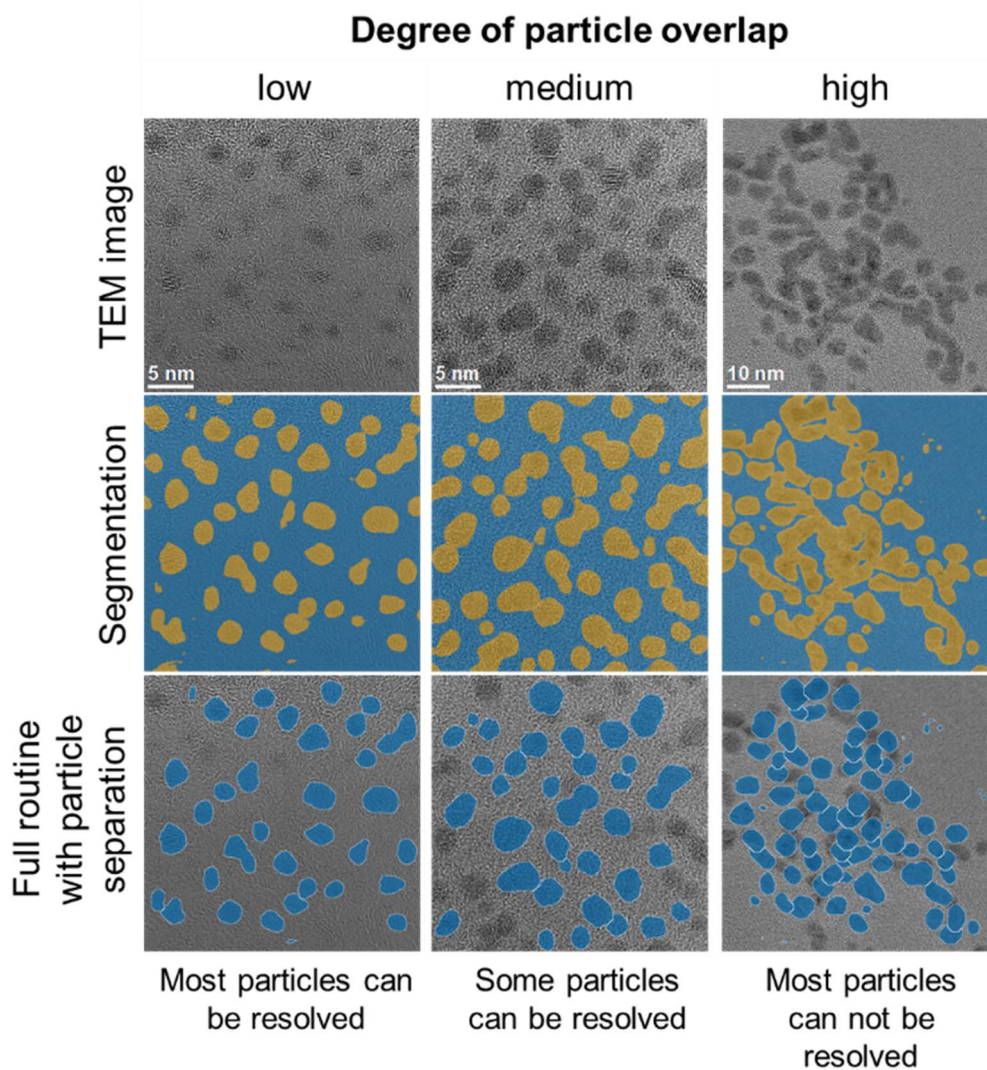 Degree of particle overlap
low
medium
high
TEM image
5 nm
5 nm
10 nm
Segmentation
Full routine
with particle
separation
Most particles can
be resolved
Some particles
can be resolved
Most particles
can not be
resolved